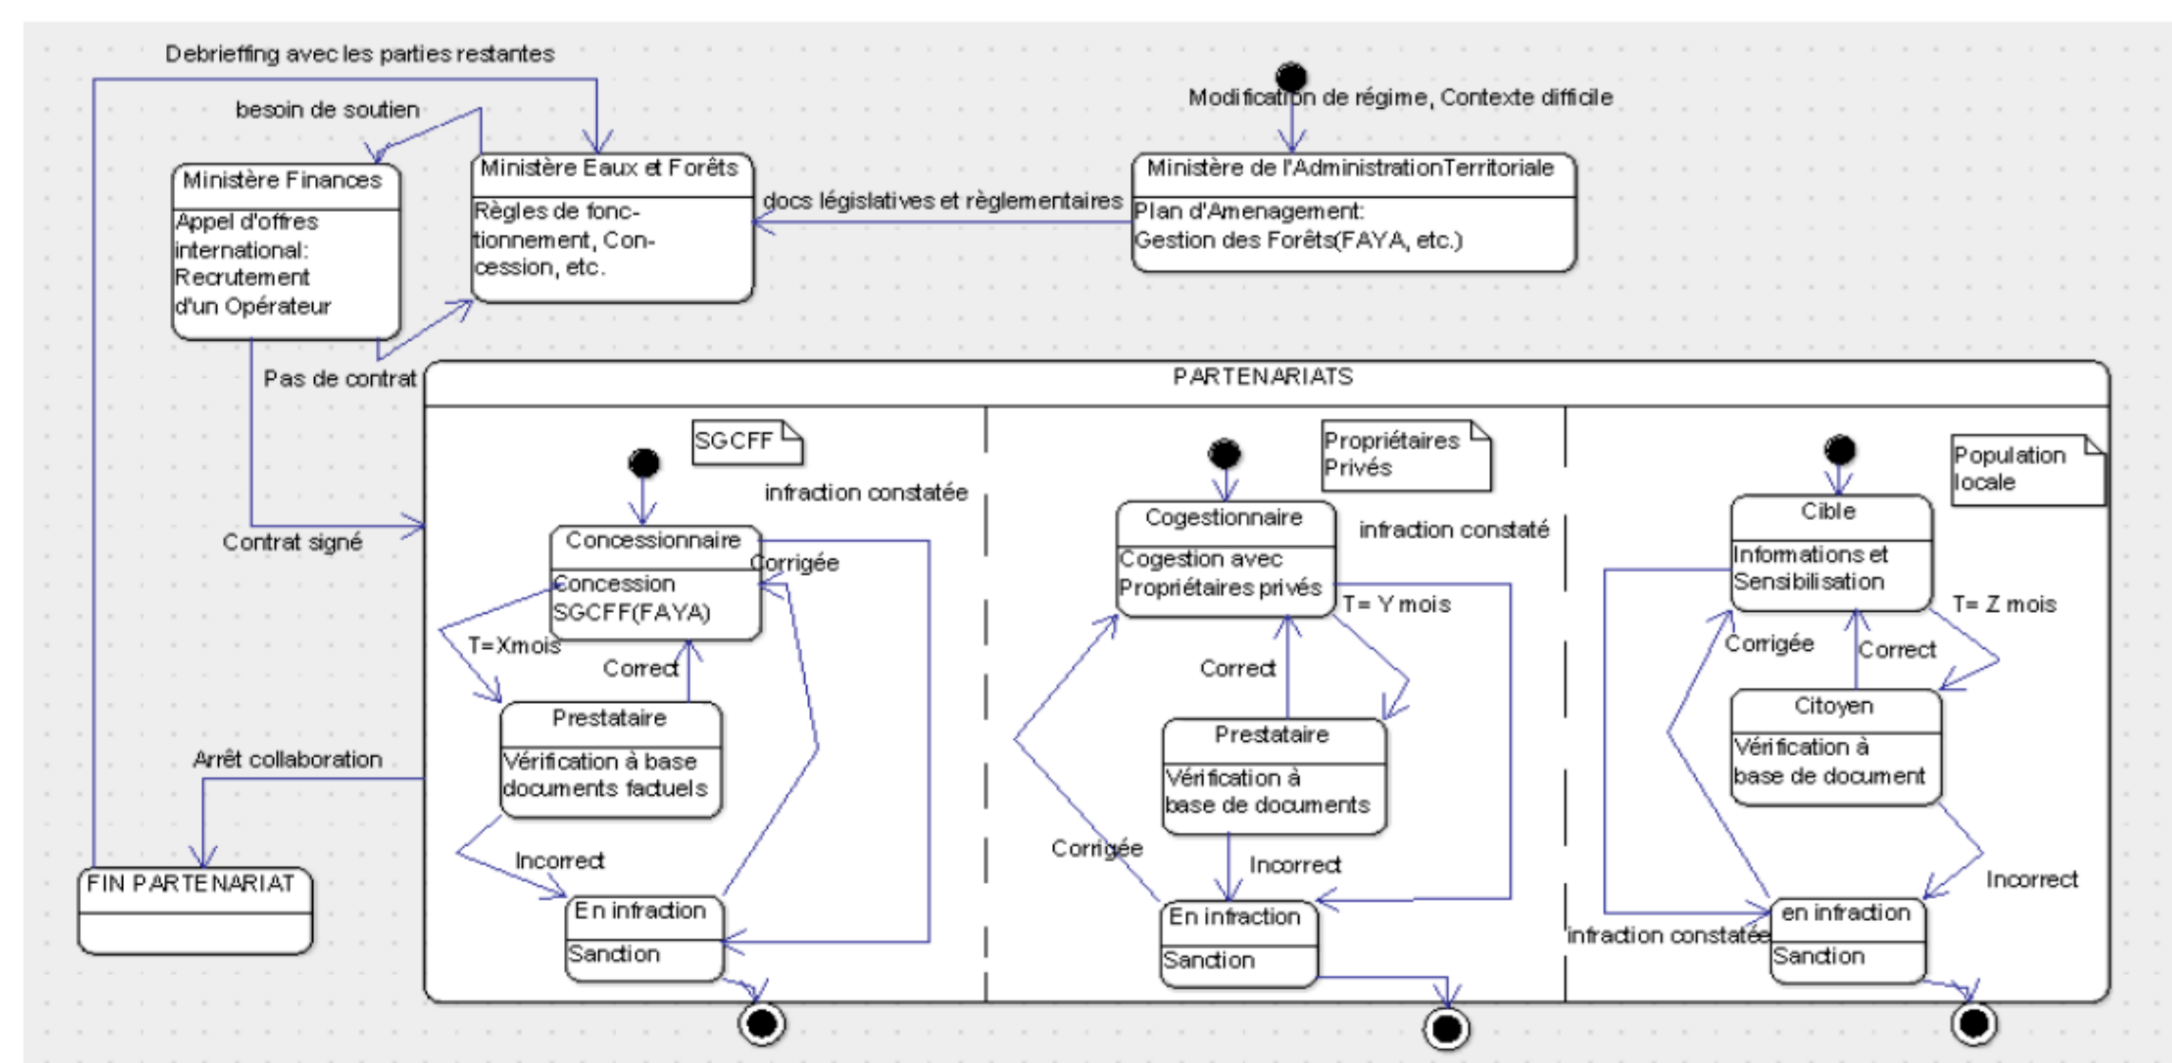 Debrieffing avec les parties restantes
besoin de soutien
Modification de régime, Contexte difficile
Ministère Finances
Appel d'offres
international:
Recrutement
d'un Opérateur
Ministère Eaux et Forêts
Règles de fonc-
tionnement, Con-
cession, etc.
docs législatives et règlementaires
Ministère de l'AdministrationTerritoriale
Plan d'Amenagement:
Gestion des Forêts(FAYA, etc.)
Pas de contrat
Contrat signé
Arrêt collaboration
FIN PARTENARIAT
PARTENARIATS
SGCFF
infraction constatée
Concessionnaire
Concession
SGCFF(FAYA)
Corrigée
T=Xmois
Correct
Prestataire
Vérification à base
documents factuels
Incorrect
En infraction
Sanction
Propriétaires
Privés
infraction constaté
Cogestionnaire
Cogestion avec
Propriétaires privés
T= Y mois
Correct
Prestataire
Vérification à
base de documents
Corrigée
Incorrect
En infraction
Sanction
Population
locale
Cible
Informations et
Sensibilisation
T= Z mois
Corrigée
Correct
Citoyen
Vérification à
base de document
Incorrect
en infraction
infraction constatée
Sanction